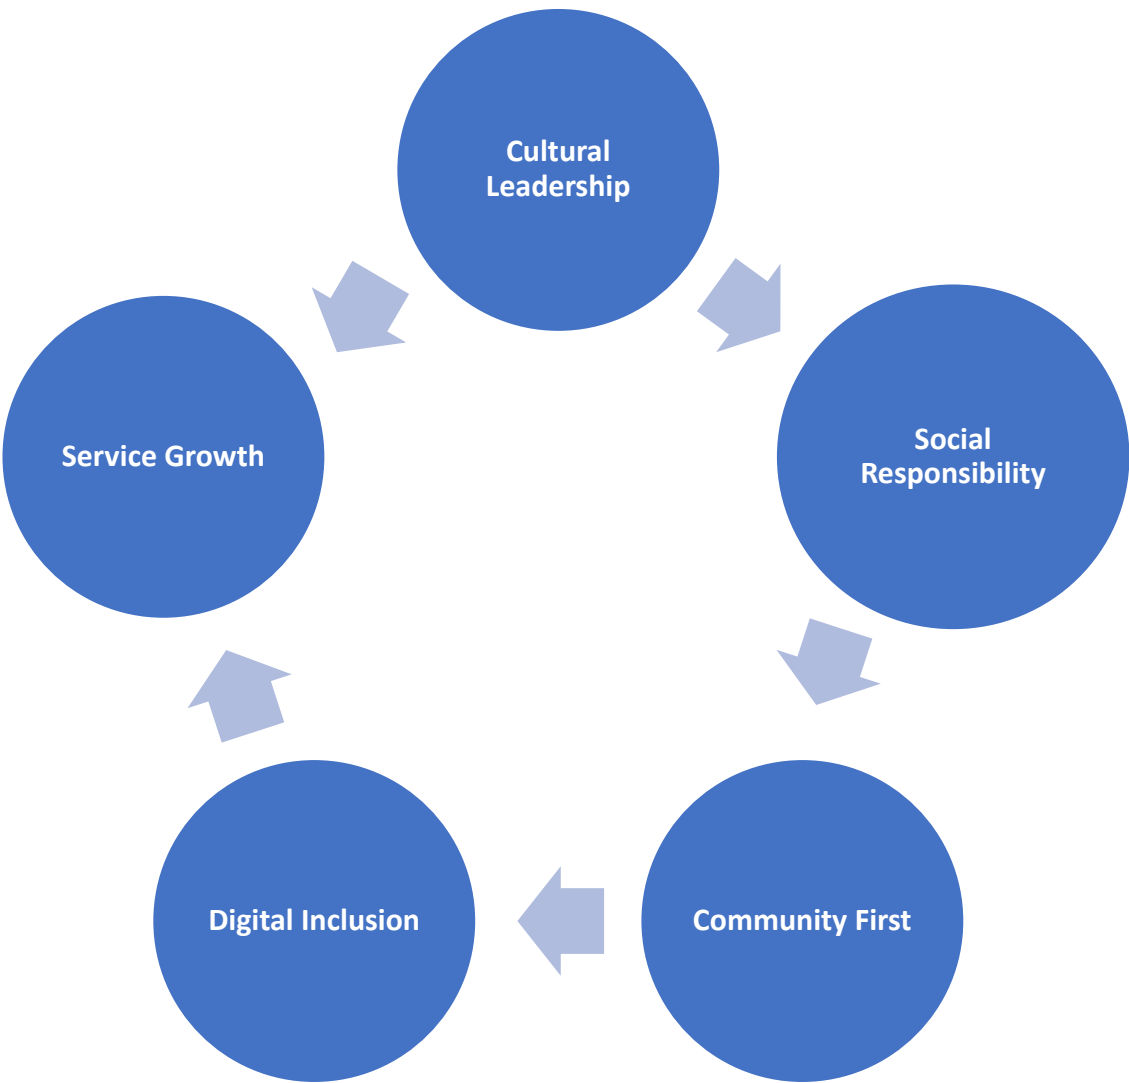 Cultural
Leadership
Social
Responsibility
Community First
Digital Inclusion
Service Growth